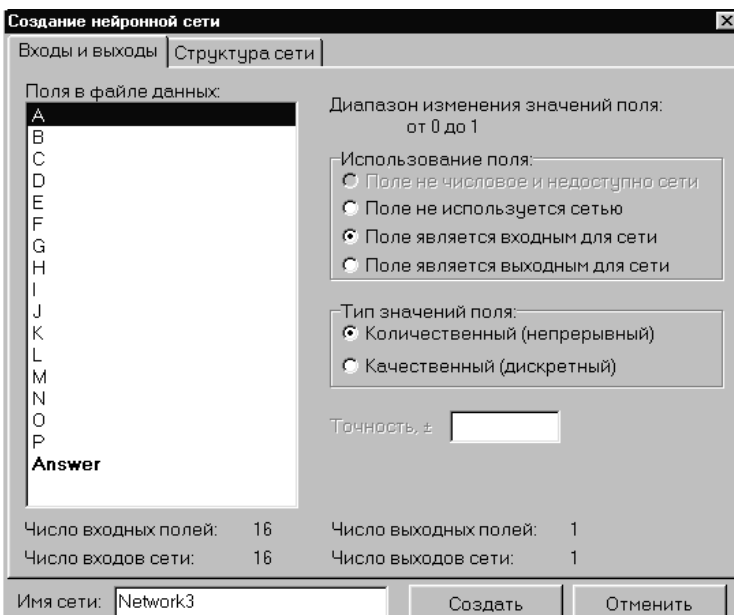 Создание нейронной сети
Входы и выходы
Структура сети
Поля в файле данных:
A
B
C
D
E
F
G
H
I
J
K
L
M
N
O
P
Answer
Диапазон изменения значений поля:
от 0 до 1
Использование поля:
Поле не числовое и недоступно сети
Поле не используется сетью
Поле является входным для сети
Поле является выходным для сети
Тип значений поля:
Количественный (непрерывный)
Качественный (дискретный)
Точность, ±
Число входных полей: 16
Число выходных полей: 1
Число входов сети: 16
Число выходов сети: 1
Имя сети: Network3
Создать
Отменить